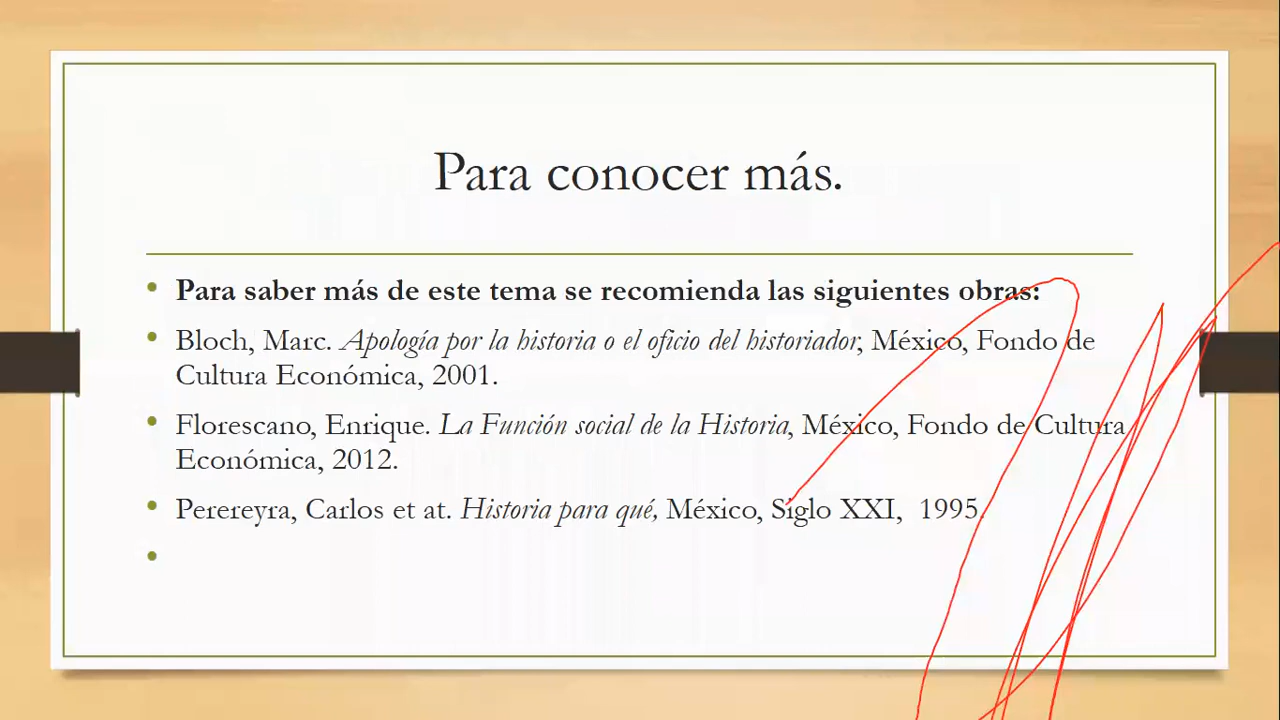 Para conocer más.
Para saber más de este tema se recomienda las siguientes obras:
Bloch, Marc. Apología por la historia o el oficio del historiador, México, Fondo de
Cultura Económica, 2001.
Florescano, Enrique. La Función social de la Historia, México, Fondo de Cultura
Económica, 2012.
Perereyra, Carlos et at. Historia para qué, México, Siglo XXI, 1995.